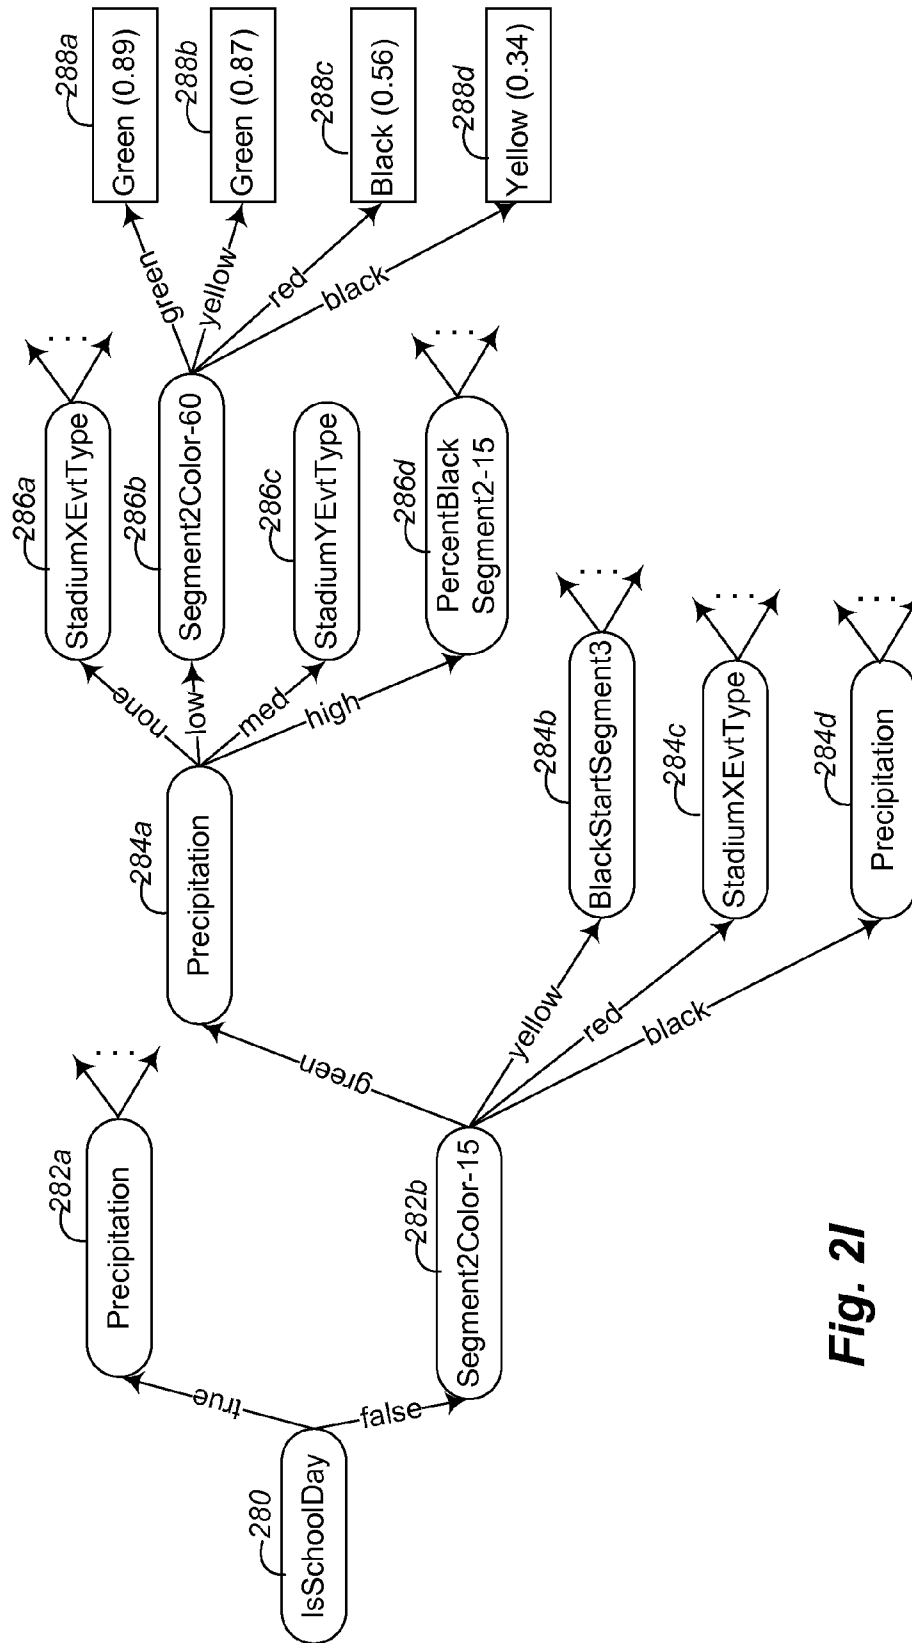 280
IsSchoolDay
true
false
282a
Precipitation
. . .
282b
Segment2Color-15
green
yellow
red
black
284a
Precipitation
none
low
med
high
284b
BlackStartSegment3
. . .
284c
StadiumXEvtType
. . .
284d
Precipitation
. . .
286a
StadiumXEvtType
. . .
286b
Segment2Color-60
green
yellow
red
black
286c
StadiumYEvtType
286d
PercentBlack
Segment2-15
. . .
288a
Green (0.89)
288b
Green (0.87)
288c
Black (0.56)
288d
Yellow (0.34)
Fig. 2I